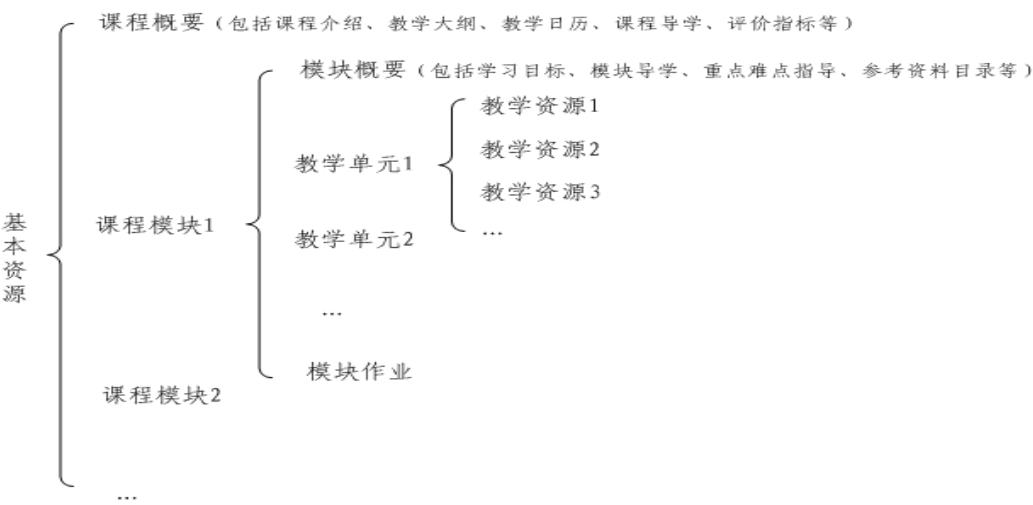 课程概要（包括课程介绍、教学大纲、教学日历、课程导学、评价指标等）
模块概要（包括学习目标、模块导学、重点难点指导、参考资料目录等）
教学资源1
教学资源2
教学单元1
教学资源3
基本资源
课程模块1
教学单元2
...
...
模块作业
课程模块2
...